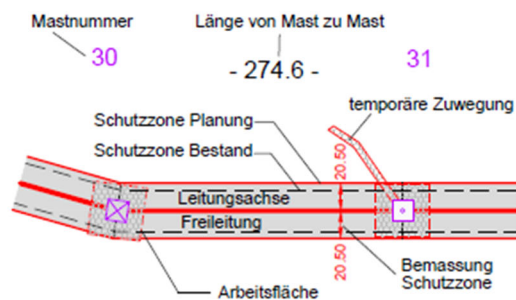 Mastnummer
Länge von Mast zu Mast
30
- 274.6 -
31
temporäre Zuwegung
Schutzzone Planung
Schutzzone Bestand
20.50
Leitungsachse
Freileitung
20.50
Bemassung
Schutzzone
Arbeitsfläche